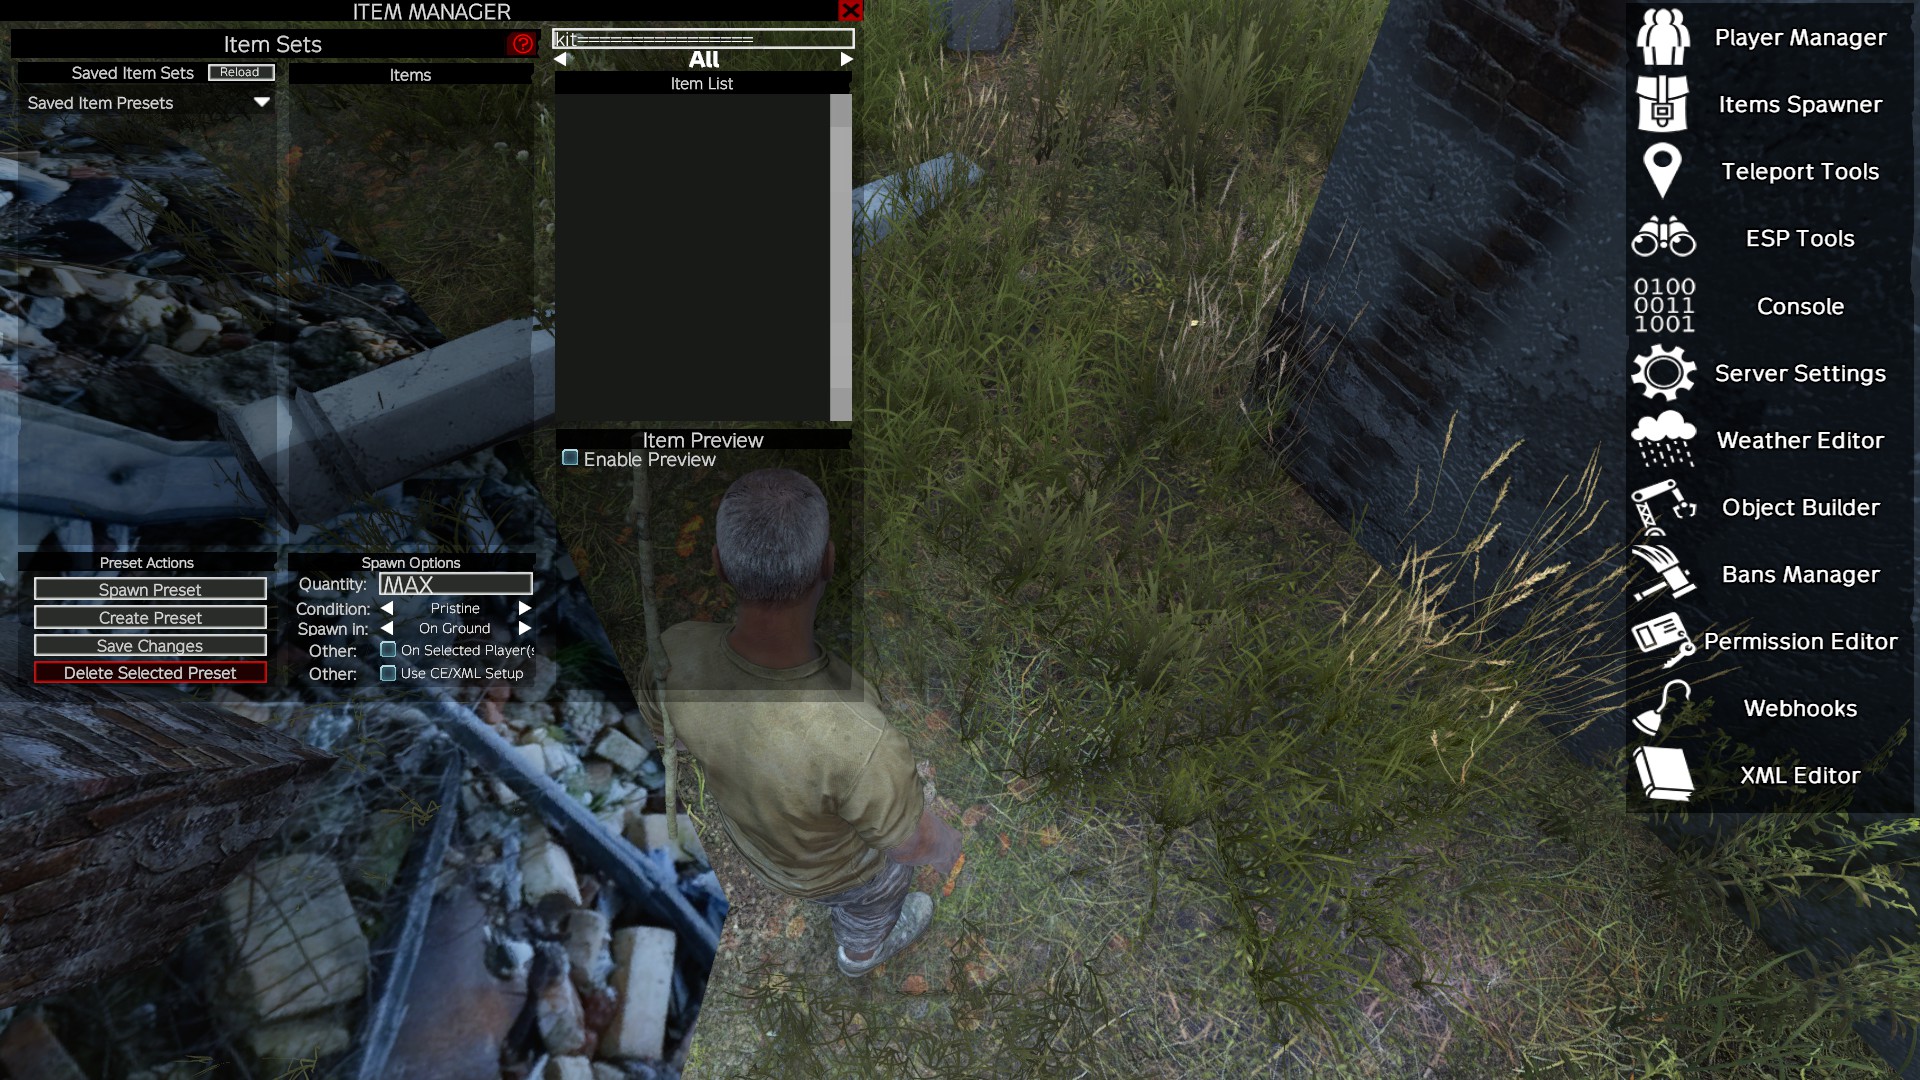 ITEM MANAGER
Item Sets
Saved Item Sets
Reload
Items
Saved Item Presets
kit================
All
Item List
Item Preview
Enable Preview
Preset Actions
Spawn Preset
Create Preset
Save Changes
Delete Selected Preset
Spawn Options
Quantity: MAX
Condition: Pristine
Spawn in: On Ground
Other: On Selected Player(s
Other: Use CE/XML Setup
Player Manager
Items Spawner
Teleport Tools
ESP Tools
0100
0011
1001
Console
Server Settings
Weather Editor
Object Builder
Bans Manager
Permission Editor
Webhooks
XML Editor